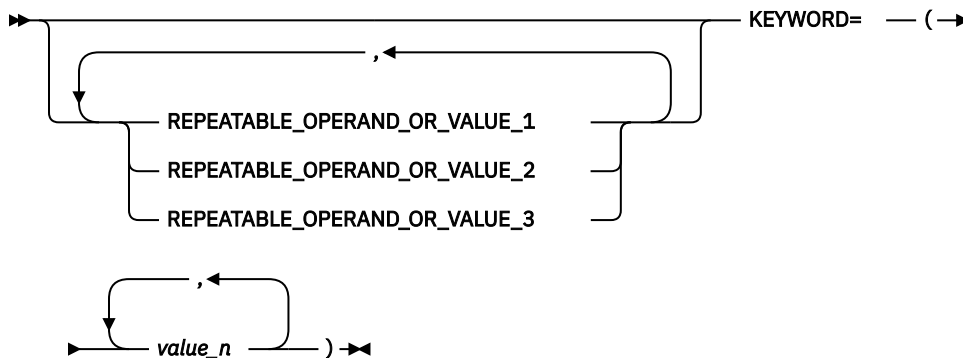 KEYWORD= (
,
REPEATABLE_OPERAND_OR_VALUE_1
REPEATABLE_OPERAND_OR_VALUE_2
REPEATABLE_OPERAND_OR_VALUE_3
,
value_n )